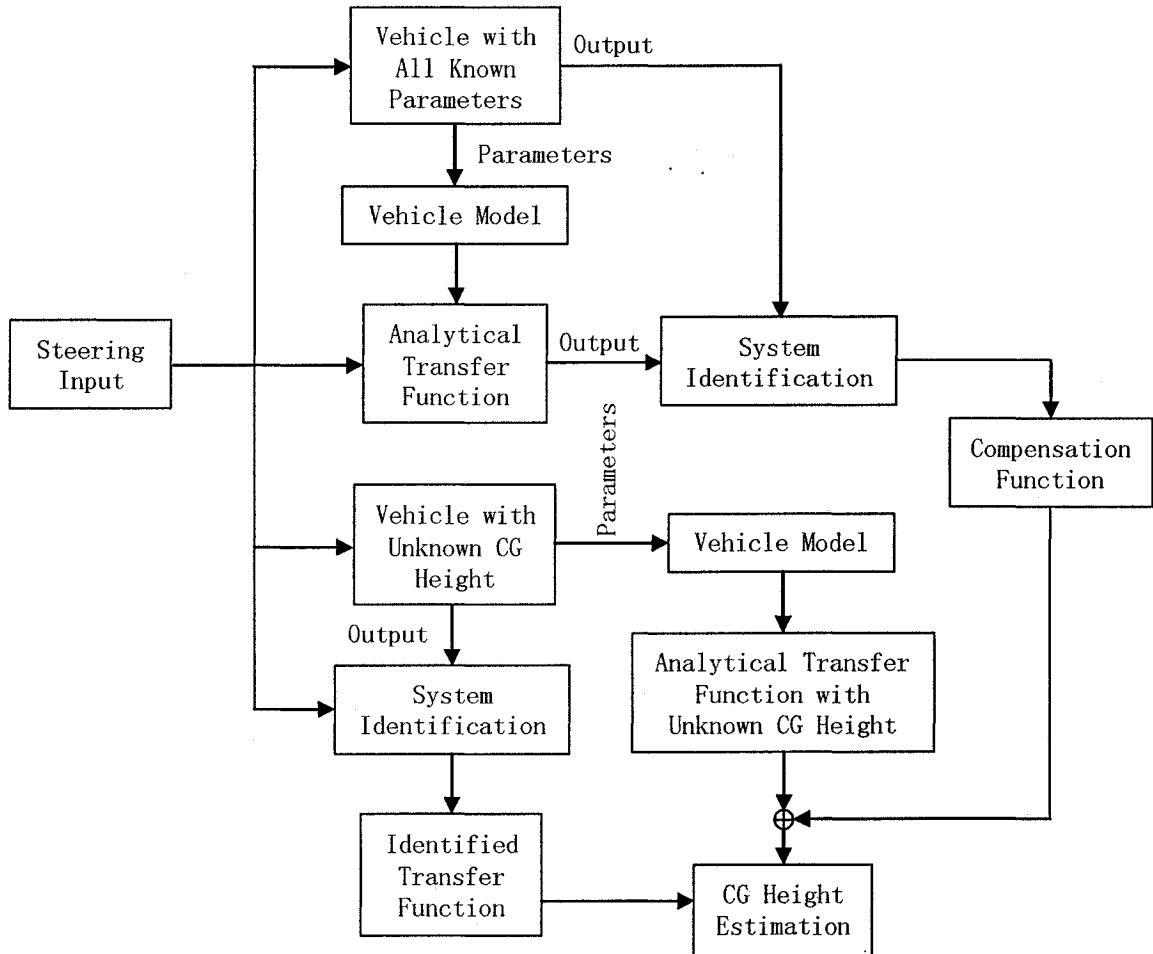 Vehicle with
All Known
Parameters
Output
Parameters
Vehicle Model
Steering
Input
Analytical
Transfer
Function
Output
System
Identification
Compensation
Function
Parameters
Vehicle with
Unknown CG
Height
Vehicle Model
Output
System
Identification
Analytical Transfer
Function with
Unknown CG Height
Identified
Transfer
Function
CG Height
Estimation